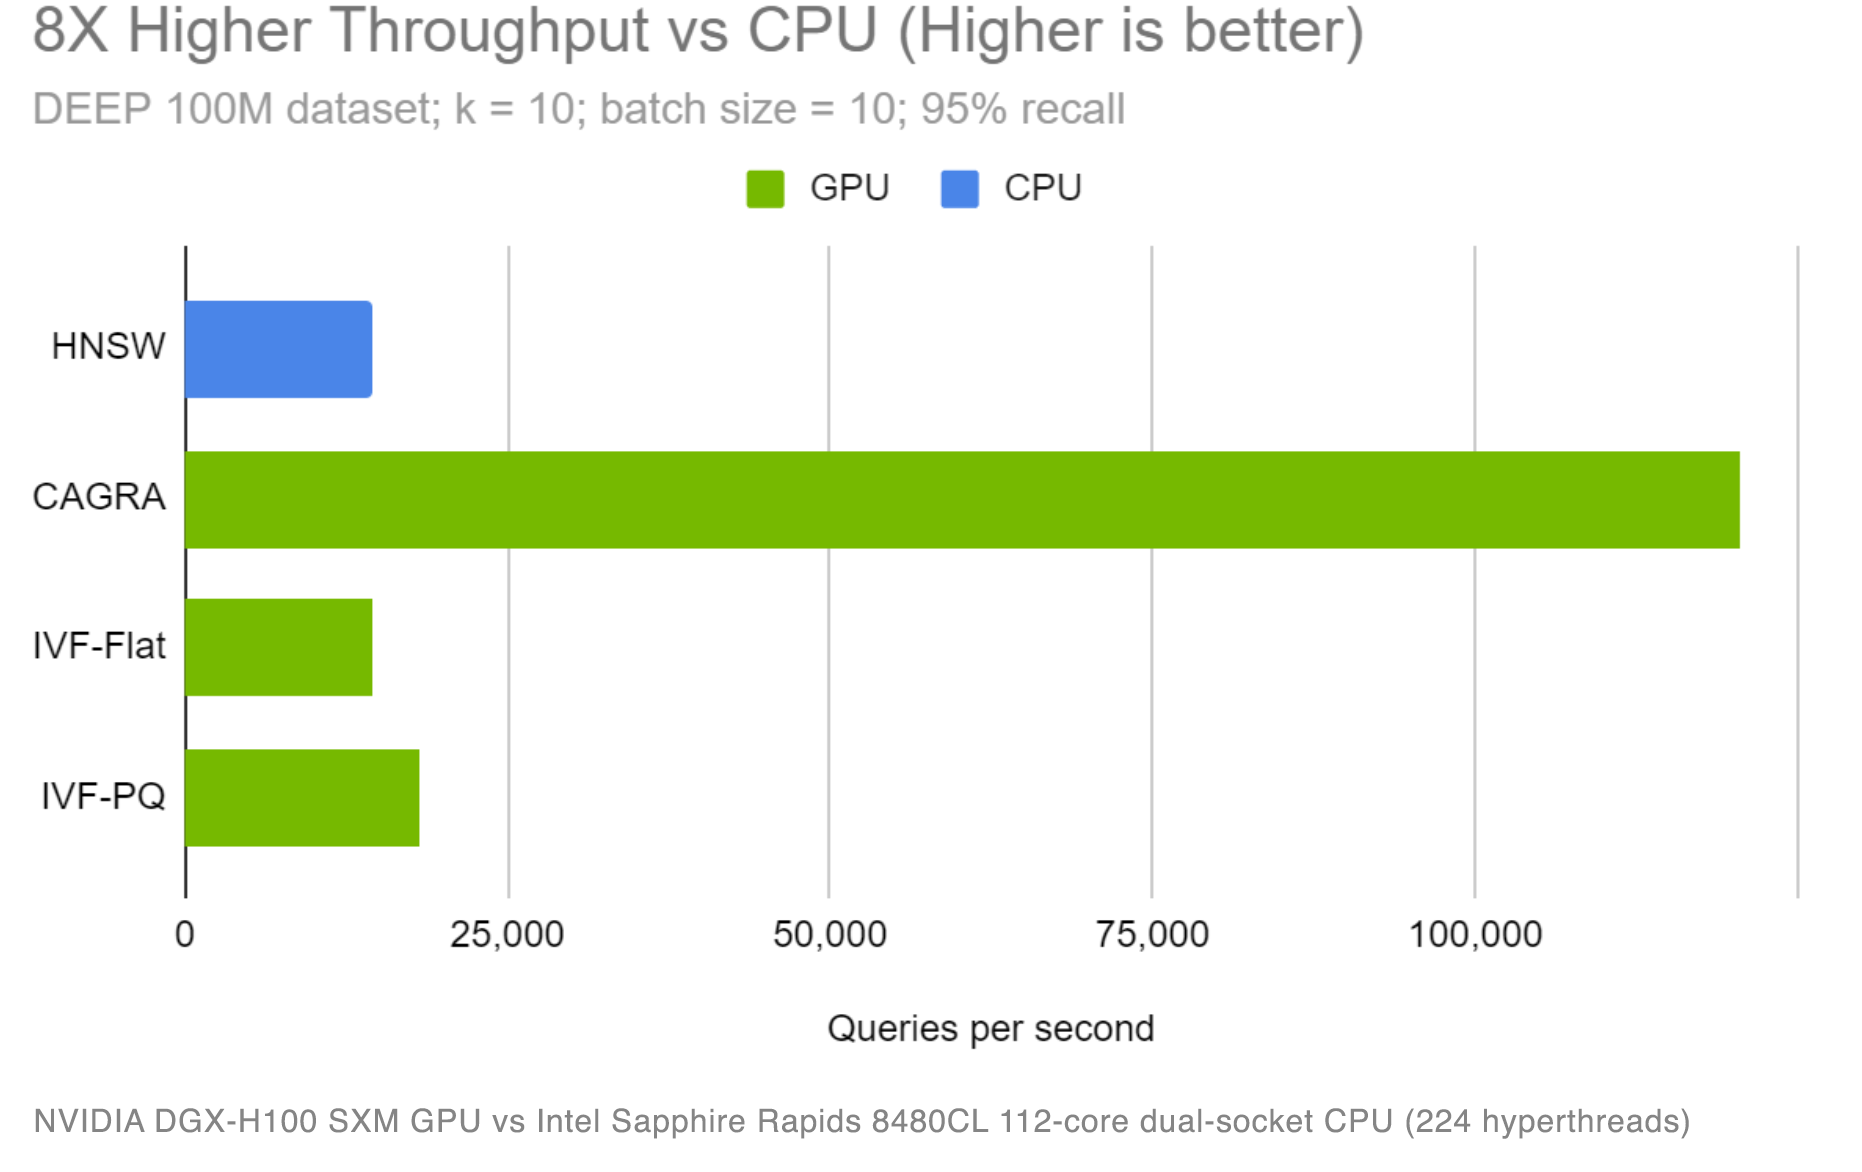 8X Higher Throughput vs CPU (Higher is better)
DEEP 100M dataset; k = 10; batch size = 10; 95% recall
GPU CPU
HNSW
CAGRA
IVF-Flat
IVF-PQ
0 25,000 50,000 75,000 100,000
Queries per second
NVIDIA DGX-H100 SXM GPU vs Intel Sapphire Rapids 8480CL 112-core dual-socket CPU (224 hyperthreads)